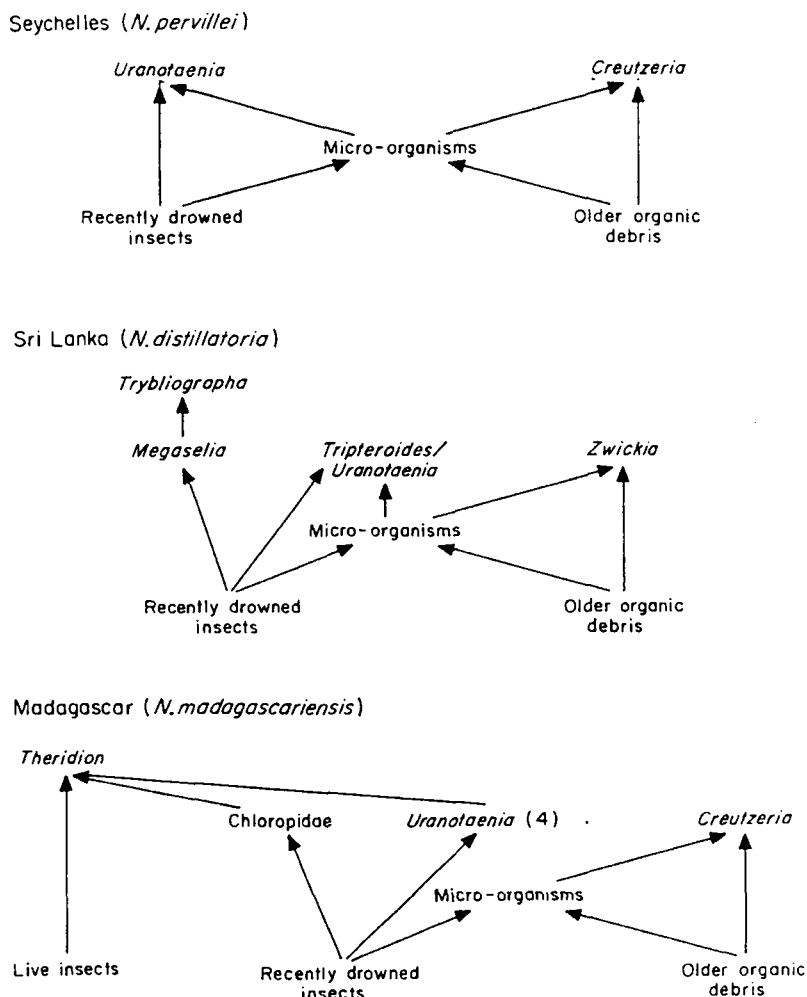 Seychelles (N. pervillei)
Uranotaenia
Creutzeria
Micro-organisms
Recently drowned
insects
Older organic
debris
Sri Lanka (N. distillatoria)
Trybliographa
Megaselia
Tripteroides/
Uranotaenia
Zwickia
Micro-organisms
Recently drowned
insects
Older organic
debris
Madagascar (N. madagascariensis)
Theridion
Chloropidae
Uranotaenia (4)
Creutzeria
Micro-organisms
Live insects
Recently drowned
insects
Older organic
debris